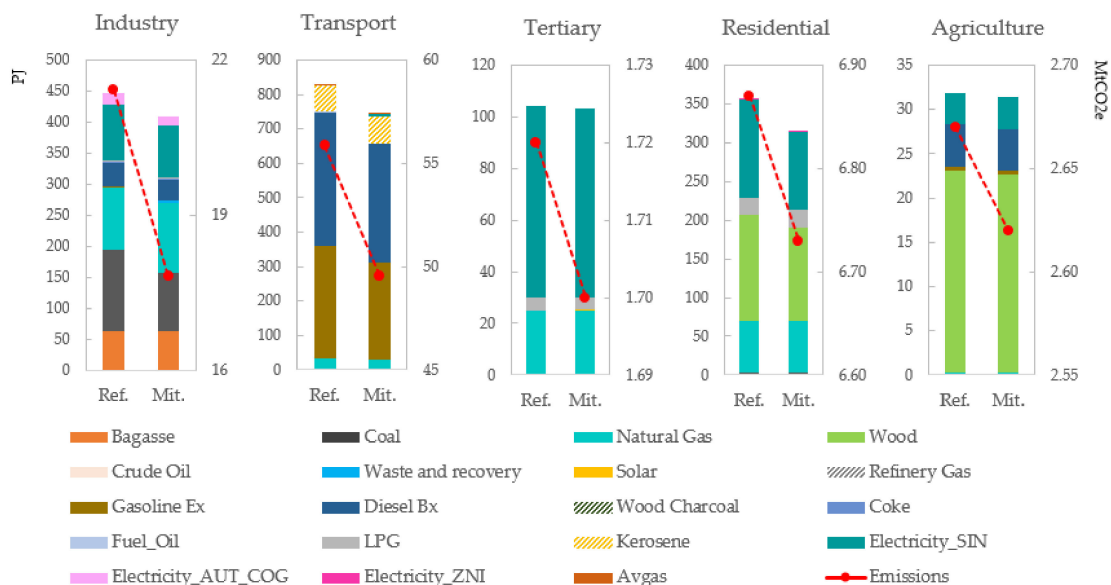 Industry
Transport
Tertiary
Residential
Agriculture
PJ
500
450
400
350
300
250
200
150
100
50
0
22
19
16
Ref.
Mit.
900
800
700
600
500
400
300
200
100
0
60
55
50
45
Ref.
Mit.
120
100
80
60
40
20
0
1.73
1.72
1.71
1.70
1.69
Ref.
Mit.
400
350
300
250
200
150
100
50
0
6.90
6.80
6.70
6.60
Ref.
Mit.
35
30
25
20
15
10
5
0
2.70
2.65
2.60
2.55
Ref.
Mit.
MtCO2e
Bagasse
Coal
Natural Gas
Wood
Crude Oil
Waste and recovery
Solar
Refinery Gas
Gasoline Ex
Diesel Bx
Wood Charcoal
Coke
Fuel_Oil
LPG
Kerosene
Electricity_SIN
Electricity_AUT_COG
Electricity_ZNI
Avgas
Emissions